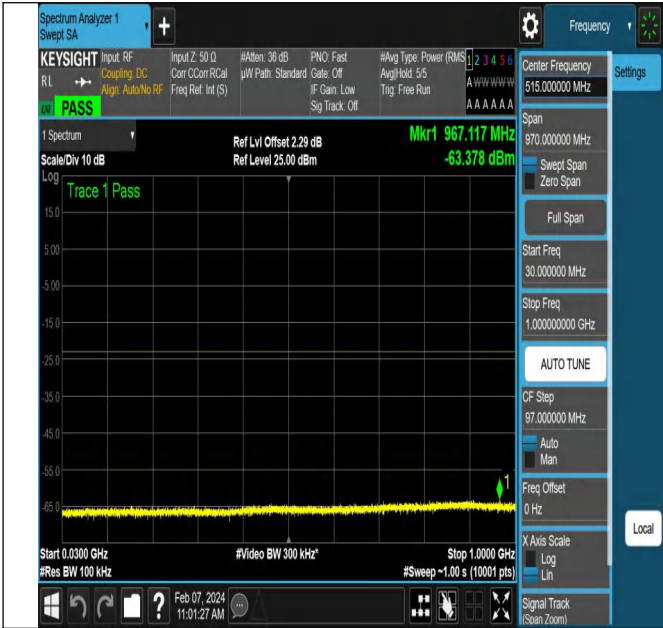 Spectrum Analyzer 1
Swept SA
+
Frequency
KEYSIGHT
RL
PASS
Input: RF
Coupling: DC
Align: Auto/No RF
Input Z: 50 Ω
Corr CCorr RCal
Freq Ref: Int (S)
#Atten: 36 dB
µW Path: Standard
PNO: Fast
Gate: Off
IF Gain: Low
Sig Track: Off
#Avg Type: Power (RMS
Avg|Hold: 5/5
Trig: Free Run
1 2 3 4 5 6
A W W W W W
A A A A A A
1 Spectrum
Scale/Div 10 dB
Log
Ref Lvl Offset 2.29 dB
Ref Level 25.00 dBm
Mkr1 967.117 MHz
-63.378 dBm
Trace 1 Pass
15.0
5.00
-5.00
-15.0
-25.0
-35.0
-45.0
-55.0
-65.0
1
Start 0.0300 GHz
#Res BW 100 kHz
#Video BW 300 kHz*
Stop 1.0000 GHz
#Sweep ~1.00 s (10001 pts)
?
Feb 07, 2024
11:01:27 AM
Center Frequency
515.000000 MHz
Settings
Span
970.000000 MHz
Swept Span
Zero Span
Full Span
Start Freq
30.000000 MHz
Stop Freq
1.000000000 GHz
AUTO TUNE
CF Step
97.000000 MHz
Auto
Man
Freq Offset
0 Hz
X Axis Scale
Log
Lin
Signal Track
(Span Zoom)
Local